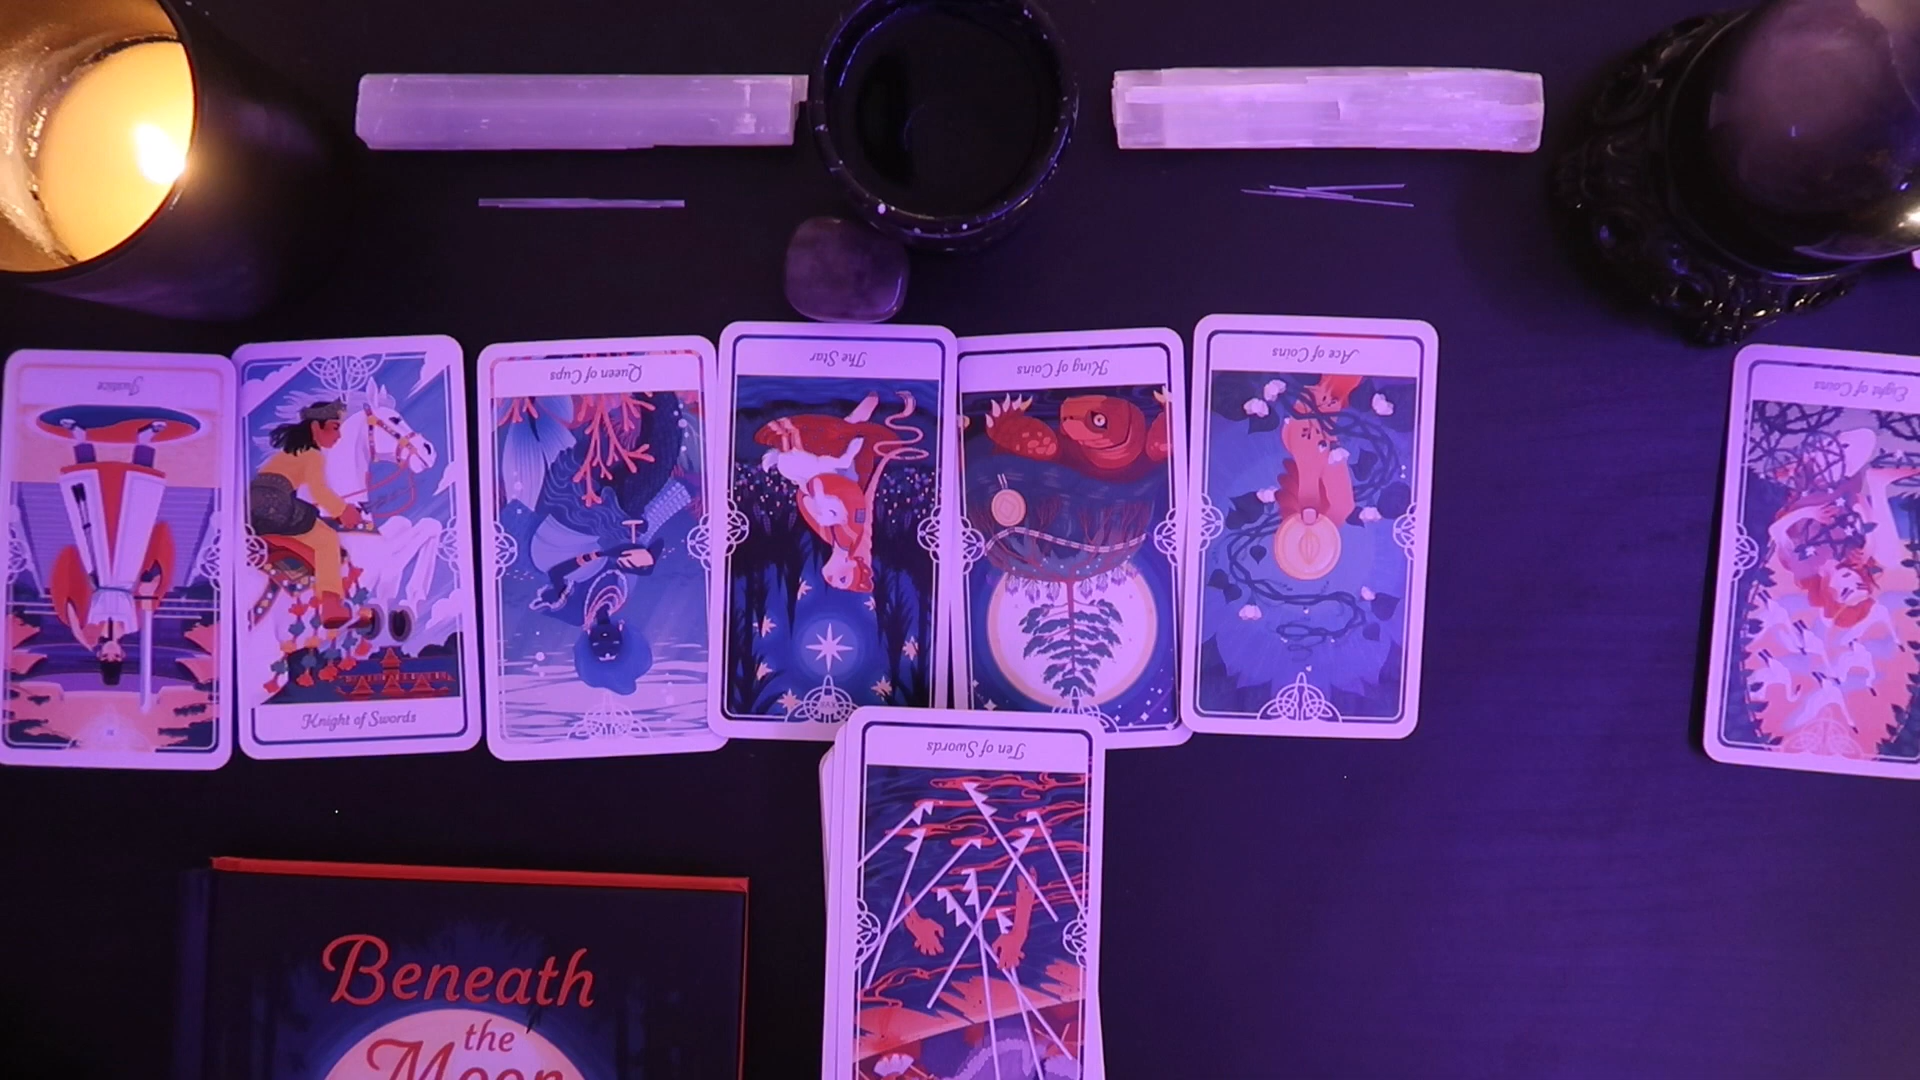 Justice
Knight of Swords
Queen of Cups
The Star
King of Coins
Ace of Coins
Eight of Coins
Ten of Swords
Beneath
the
Moon